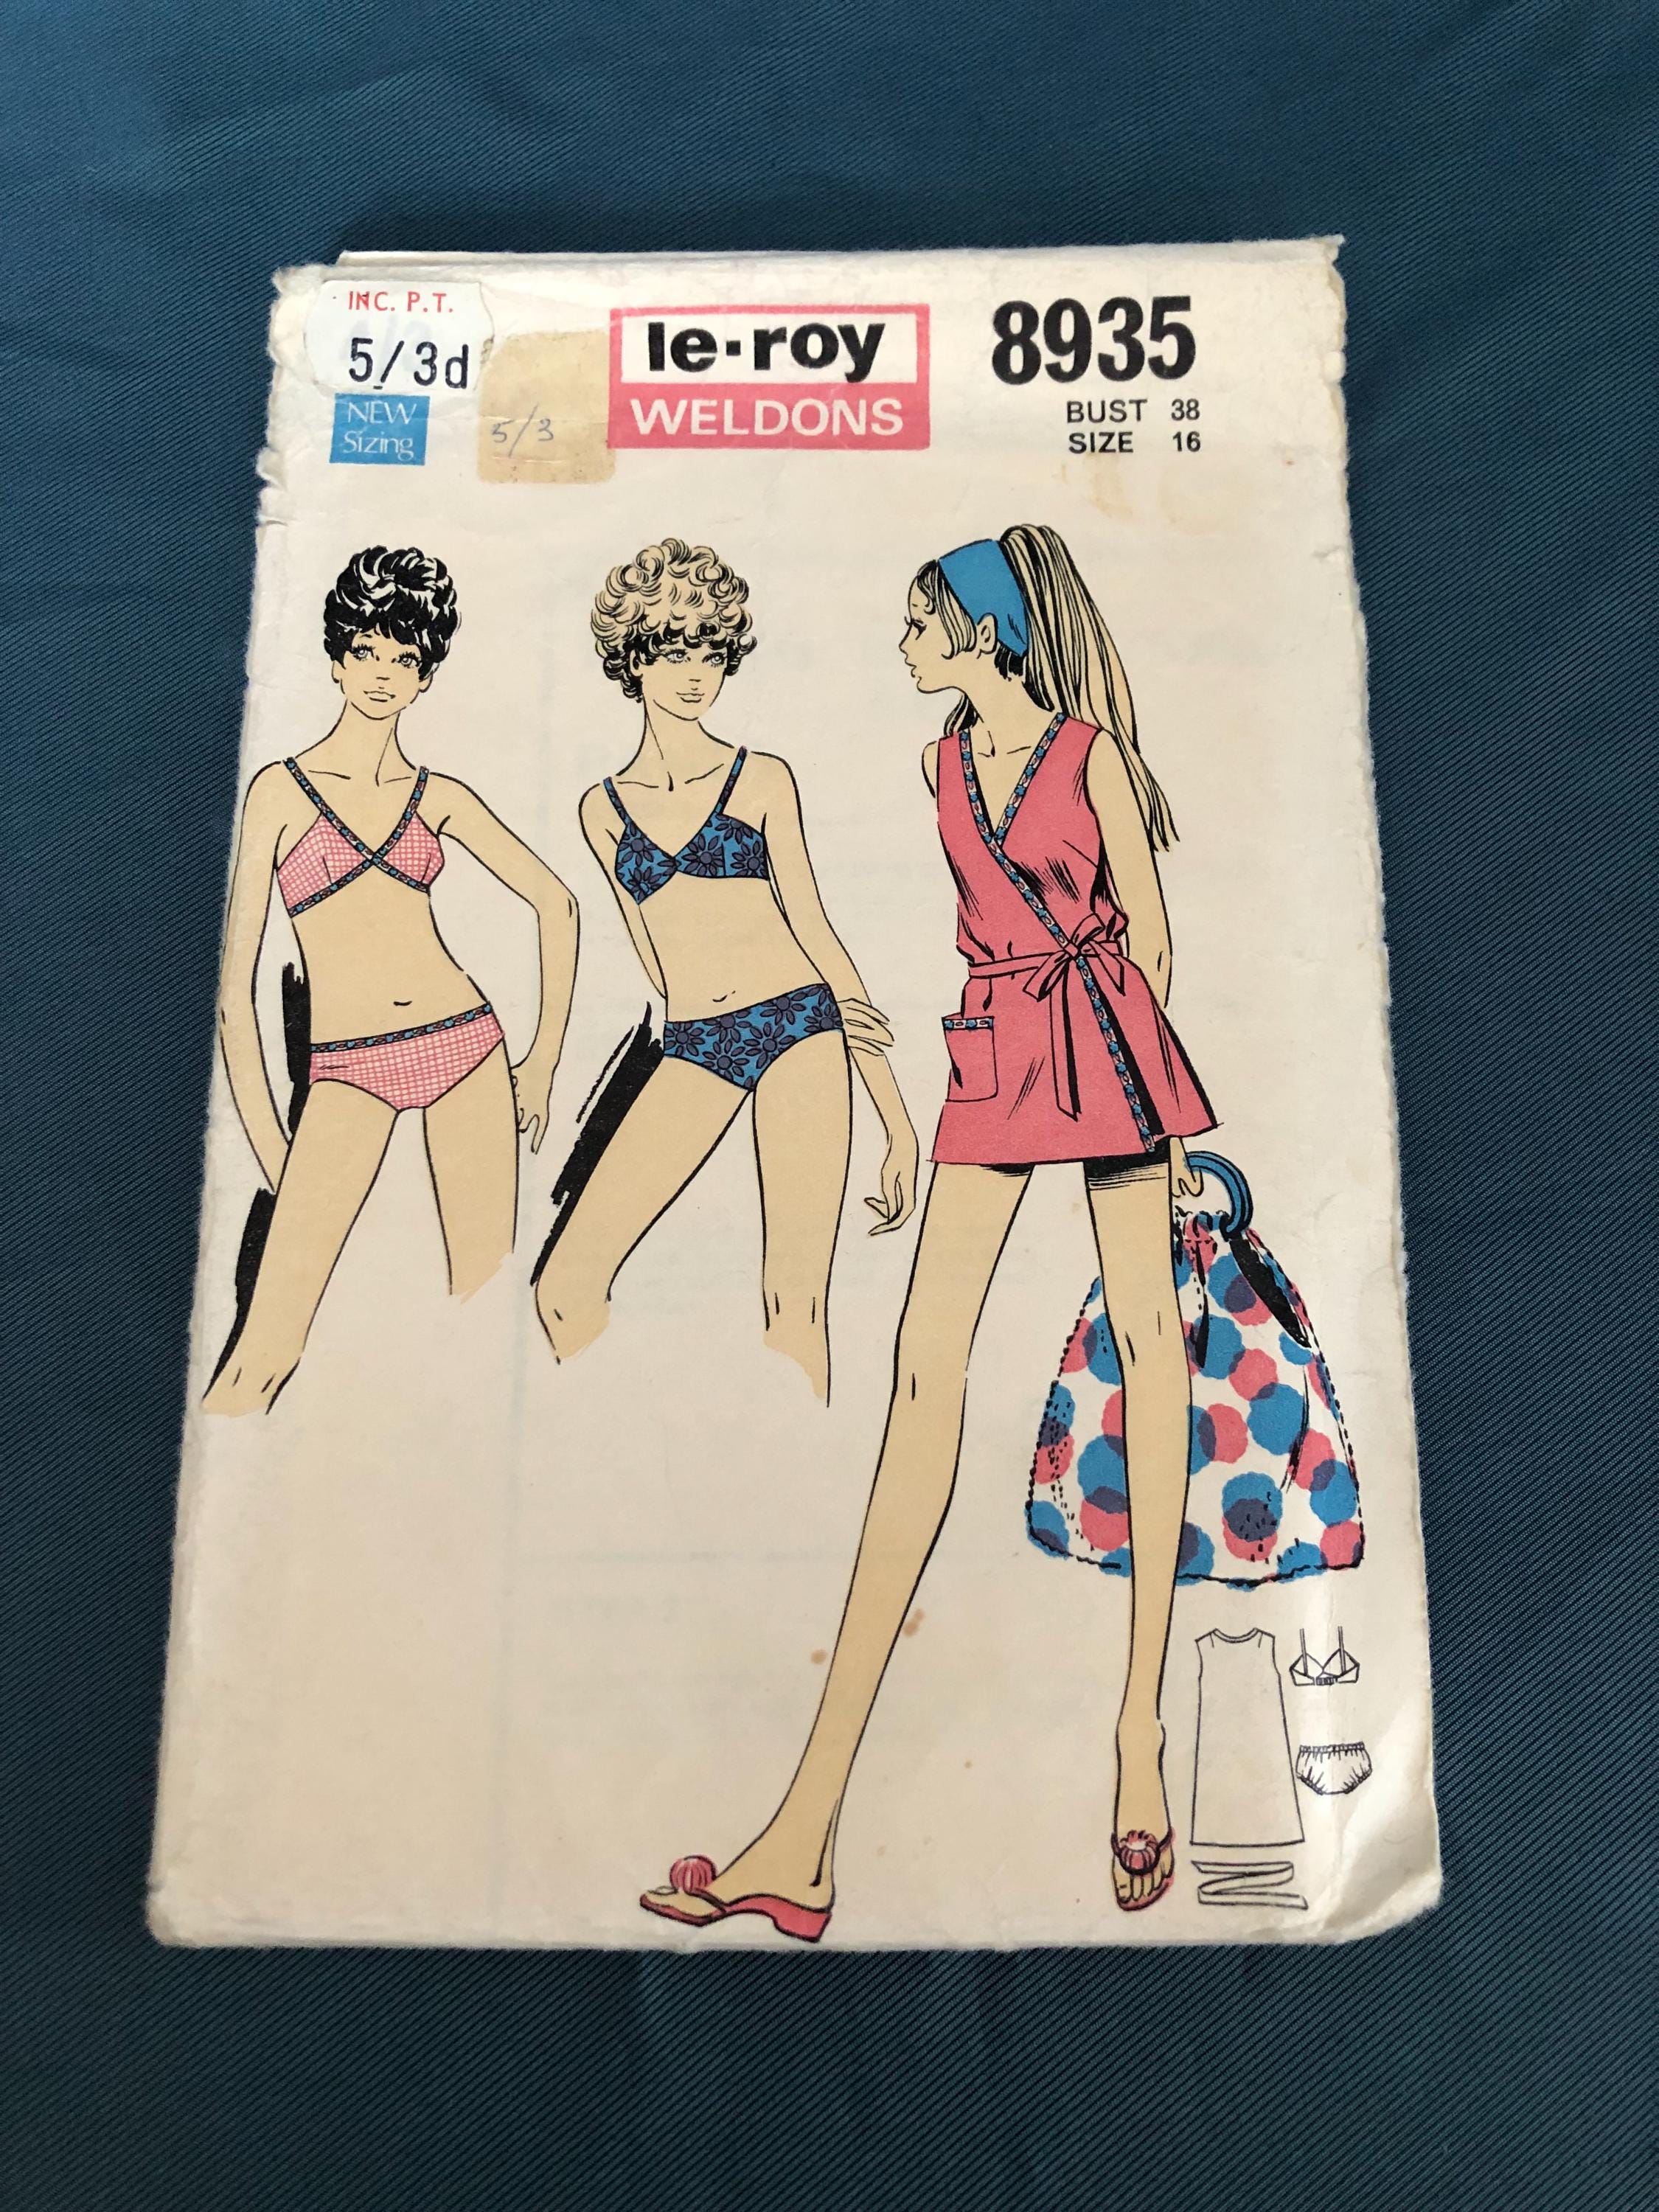 INC. P.T.
5/3d
NEW
Sizing
5/3
le·roy
WELDONS
8935
BUST 38
SIZE 16